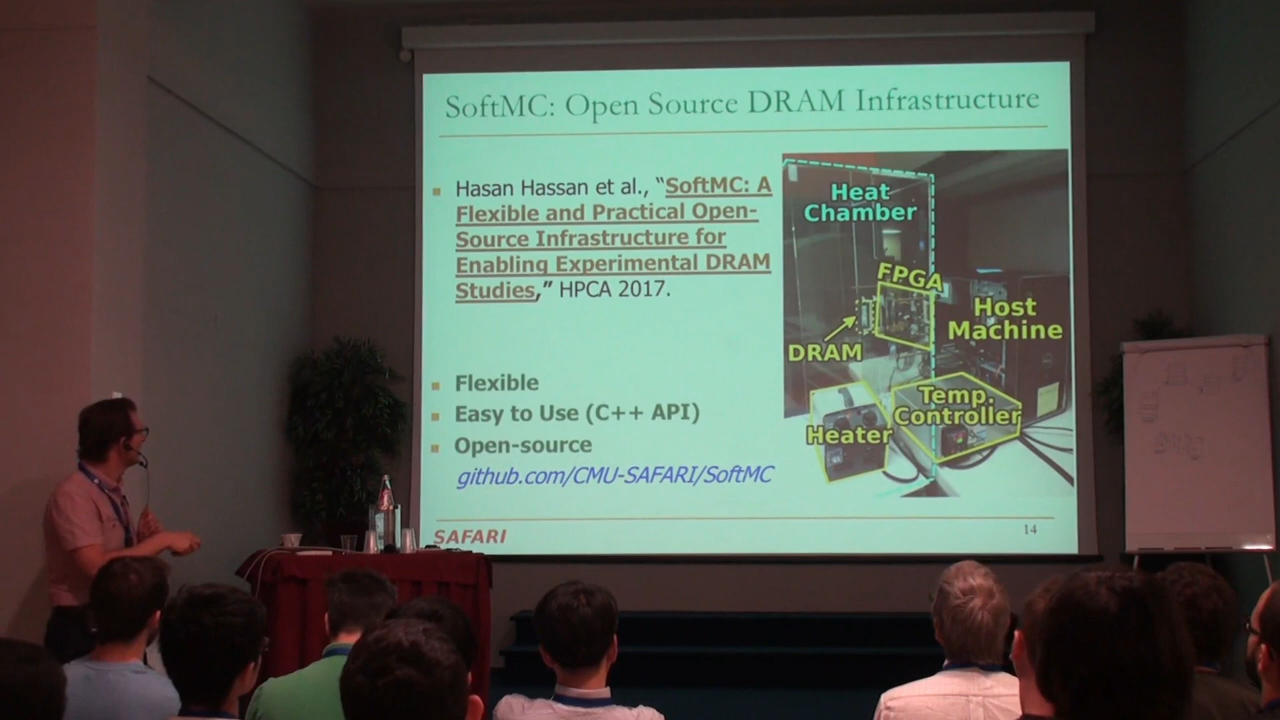 SoftMC: Open Source DRAM Infrastructure
Hasan Hassan et al., “SoftMC: A
Flexible and Practical Open-
Source Infrastructure for
Enabling Experimental DRAM
Studies,” HPCA 2017.
Flexible
Easy to Use (C++ API)
Open-source
github.com/CMU-SAFARI/SoftMC
Heat
Chamber
FPGA
Host
Machine
DRAM
Temp.
Controller
Heater
SAFARI
14